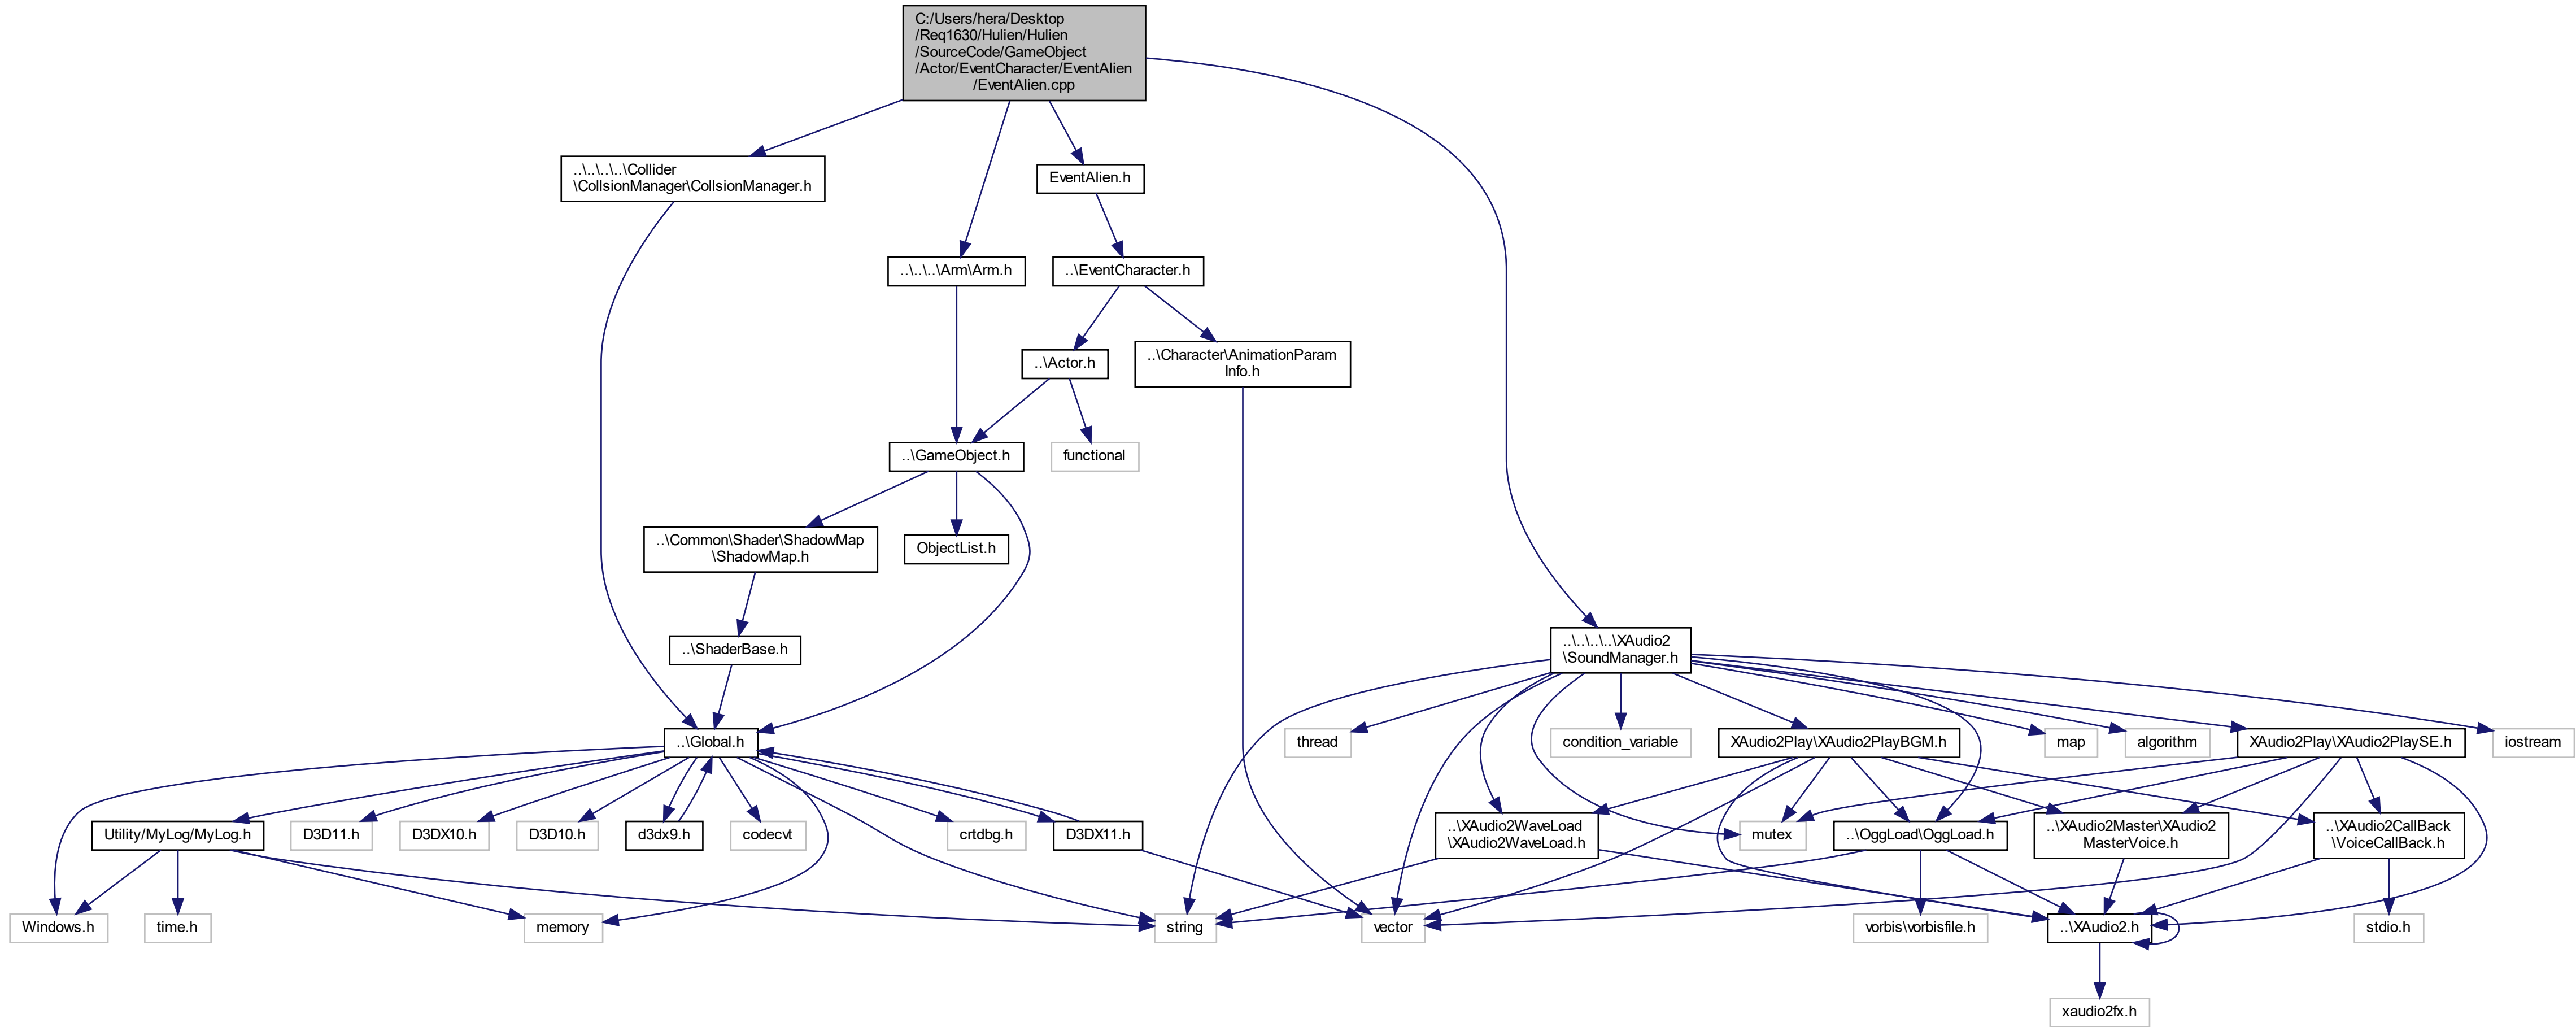 C:/Users/hera/Desktop
/Req1630/Hulien/Hulien
/SourceCode/GameObject
/Actor/EventCharacter/EventAlien
/EventAlien.cpp
..\..\..\..\Collider
\CollsionManager\CollsionManager.h
EventAlien.h
..\..\..\Arm\Arm.h
..\EventCharacter.h
..\Actor.h
..\Character\AnimationParam
Info.h
..\GameObject.h
functional
..\Common\Shader\ShadowMap
\ShadowMap.h
ObjectList.h
..\ShaderBase.h
..\..\..\..\XAudio2
\SoundManager.h
..\Global.h
thread
condition_variable
XAudio2Play\XAudio2PlayBGM.h
map
algorithm
XAudio2Play\XAudio2PlaySE.h
iostream
Utility/MyLog/MyLog.h
D3D11.h
D3DX10.h
D3D10.h
d3dx9.h
codecvt
crtdbg.h
D3DX11.h
..\XAudio2WaveLoad
\XAudio2WaveLoad.h
mutex
..\OggLoad\OggLoad.h
..\XAudio2Master\XAudio2
MasterVoice.h
..\XAudio2CallBack
\VoiceCallBack.h
Windows.h
time.h
memory
string
vector
vorbis\vorbisfile.h
..\XAudio2.h
stdio.h
xaudio2fx.h